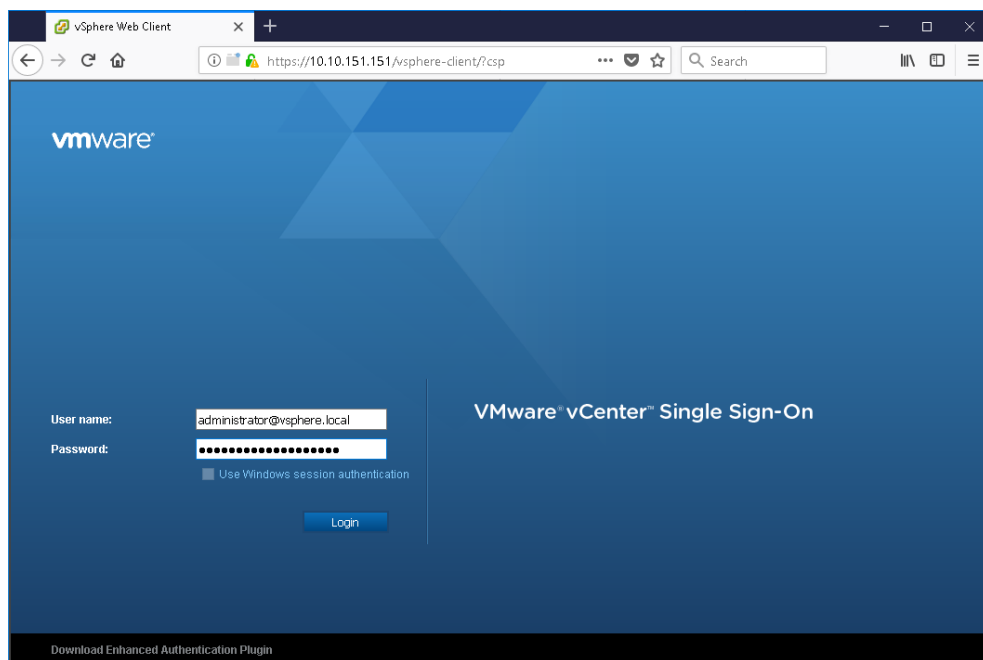 vSphere Web Client
https://10.10.151.151/vsphere-client/?csp
Search
vmware®
User name:
administrator@vsphere.local
VMware® vCenter™ Single Sign-On
Password:
Use Windows session authentication
Login
Download Enhanced Authentication Plugin